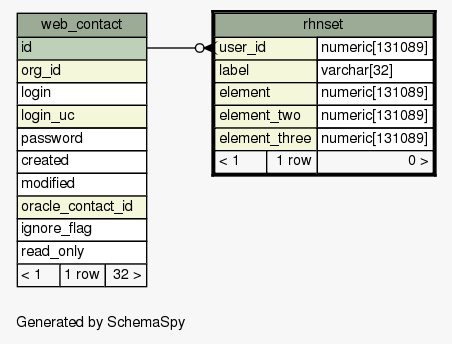 web_contact
id
org_id
login
login_uc
password
created
modified
oracle_contact_id
ignore_flag
read_only
< 1 1 row 32 >
rhnset
user_id numeric[131089]
label varchar[32]
element numeric[131089]
element_two numeric[131089]
element_three numeric[131089]
< 1 1 row 0 >
Generated by SchemaSpy